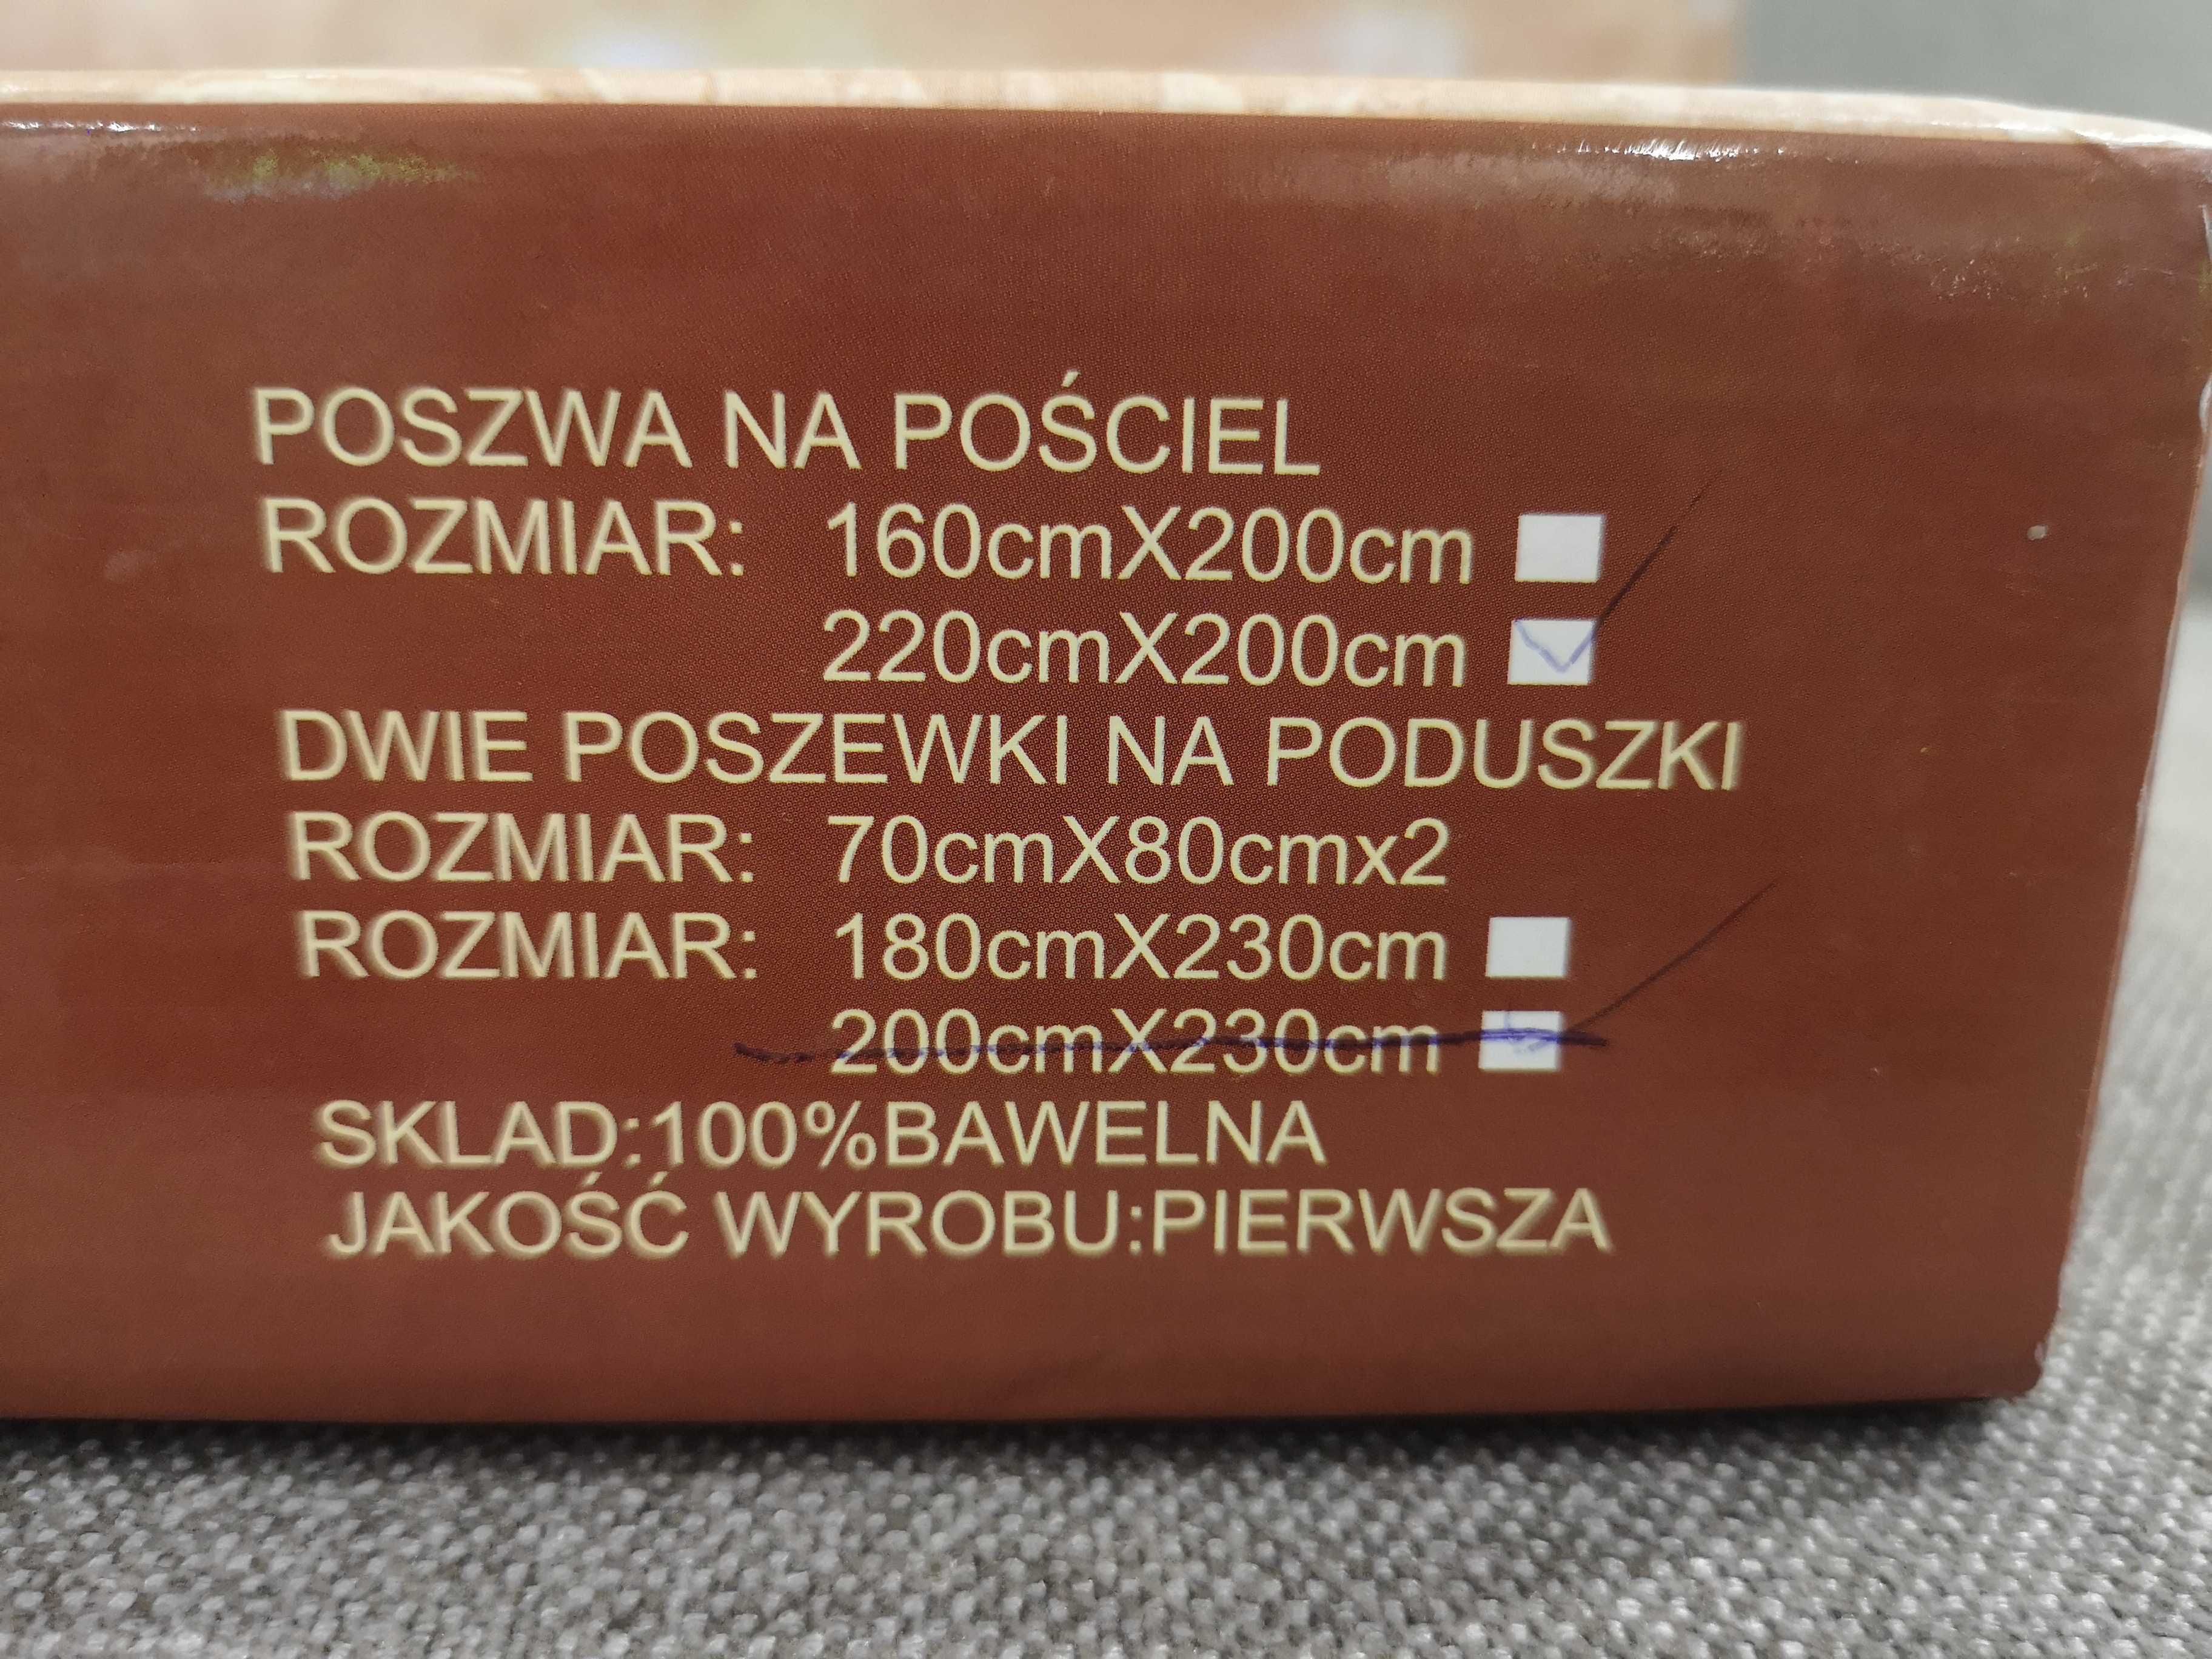 POSZWA NA POŚCIEL
ROZMIAR: 160cmX200cm
220cmX200cm
DWIE POSZEWKI NA PODUSZKI
ROZMIAR: 70cmX80cmx2
ROZMIAR: 180cmX230cm
200cmX230cm
SKLAD:100%BAWELNA
JAKOŚĆ WYROBU:PIERWSZA